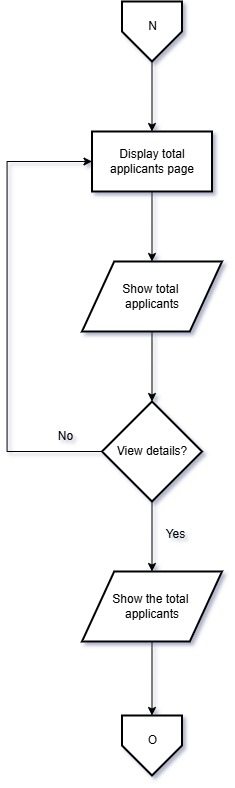 N
Display total
applicants page
Show total
applicants
View details?
No
Yes
Show the total
applicants
O